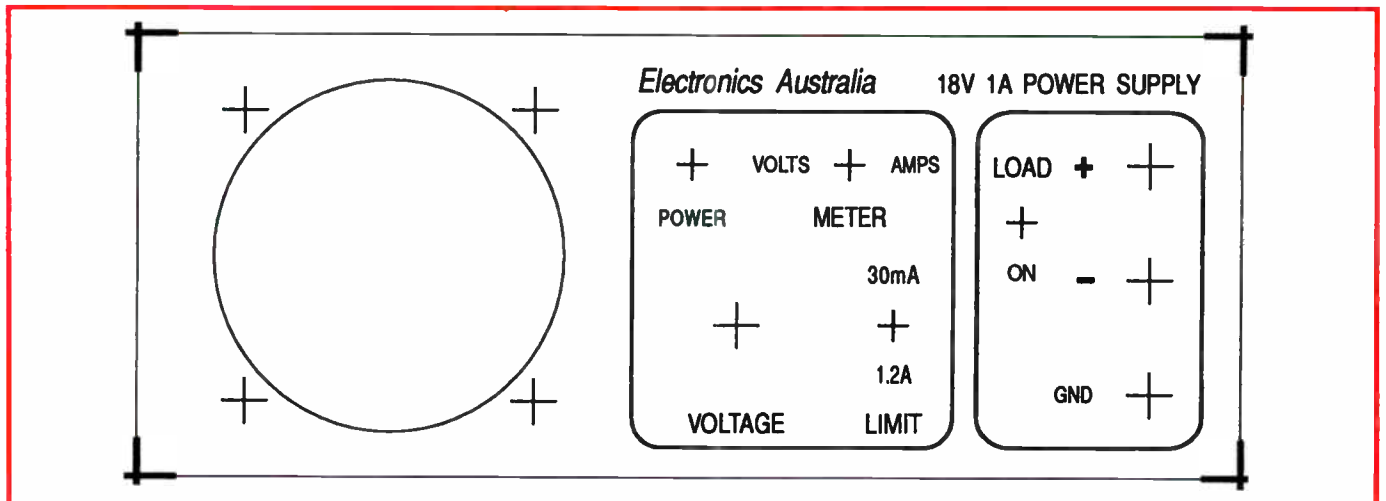 Electronics Australia 18V 1A POWER SUPPLY
VOLTS AMPS
POWER METER
30mA
1.2A
VOLTAGE LIMIT
LOAD +
ON -
GND